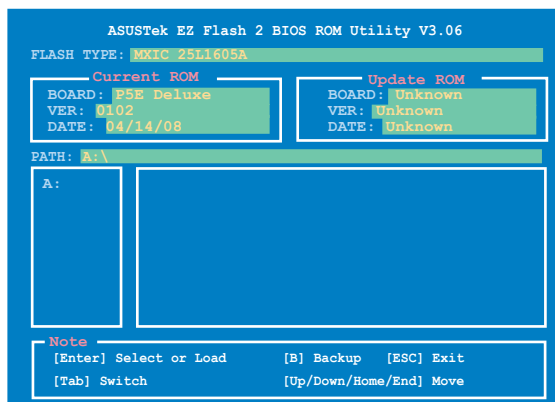 ASUSTek EZ Flash 2 BIOS ROM Utility V3.06
FLASH TYPE: MXIC 25L1605A
Current ROM
BOARD: P5E Deluxe
VER: 0102
DATE: 04/14/08
Update ROM
BOARD: Unknown
VER: Unknown
DATE: Unknown
PATH: A:\
A:
Note
[Enter] Select or Load [B] Backup [ESC] Exit
[Tab] Switch [Up/Down/Home/End] Move